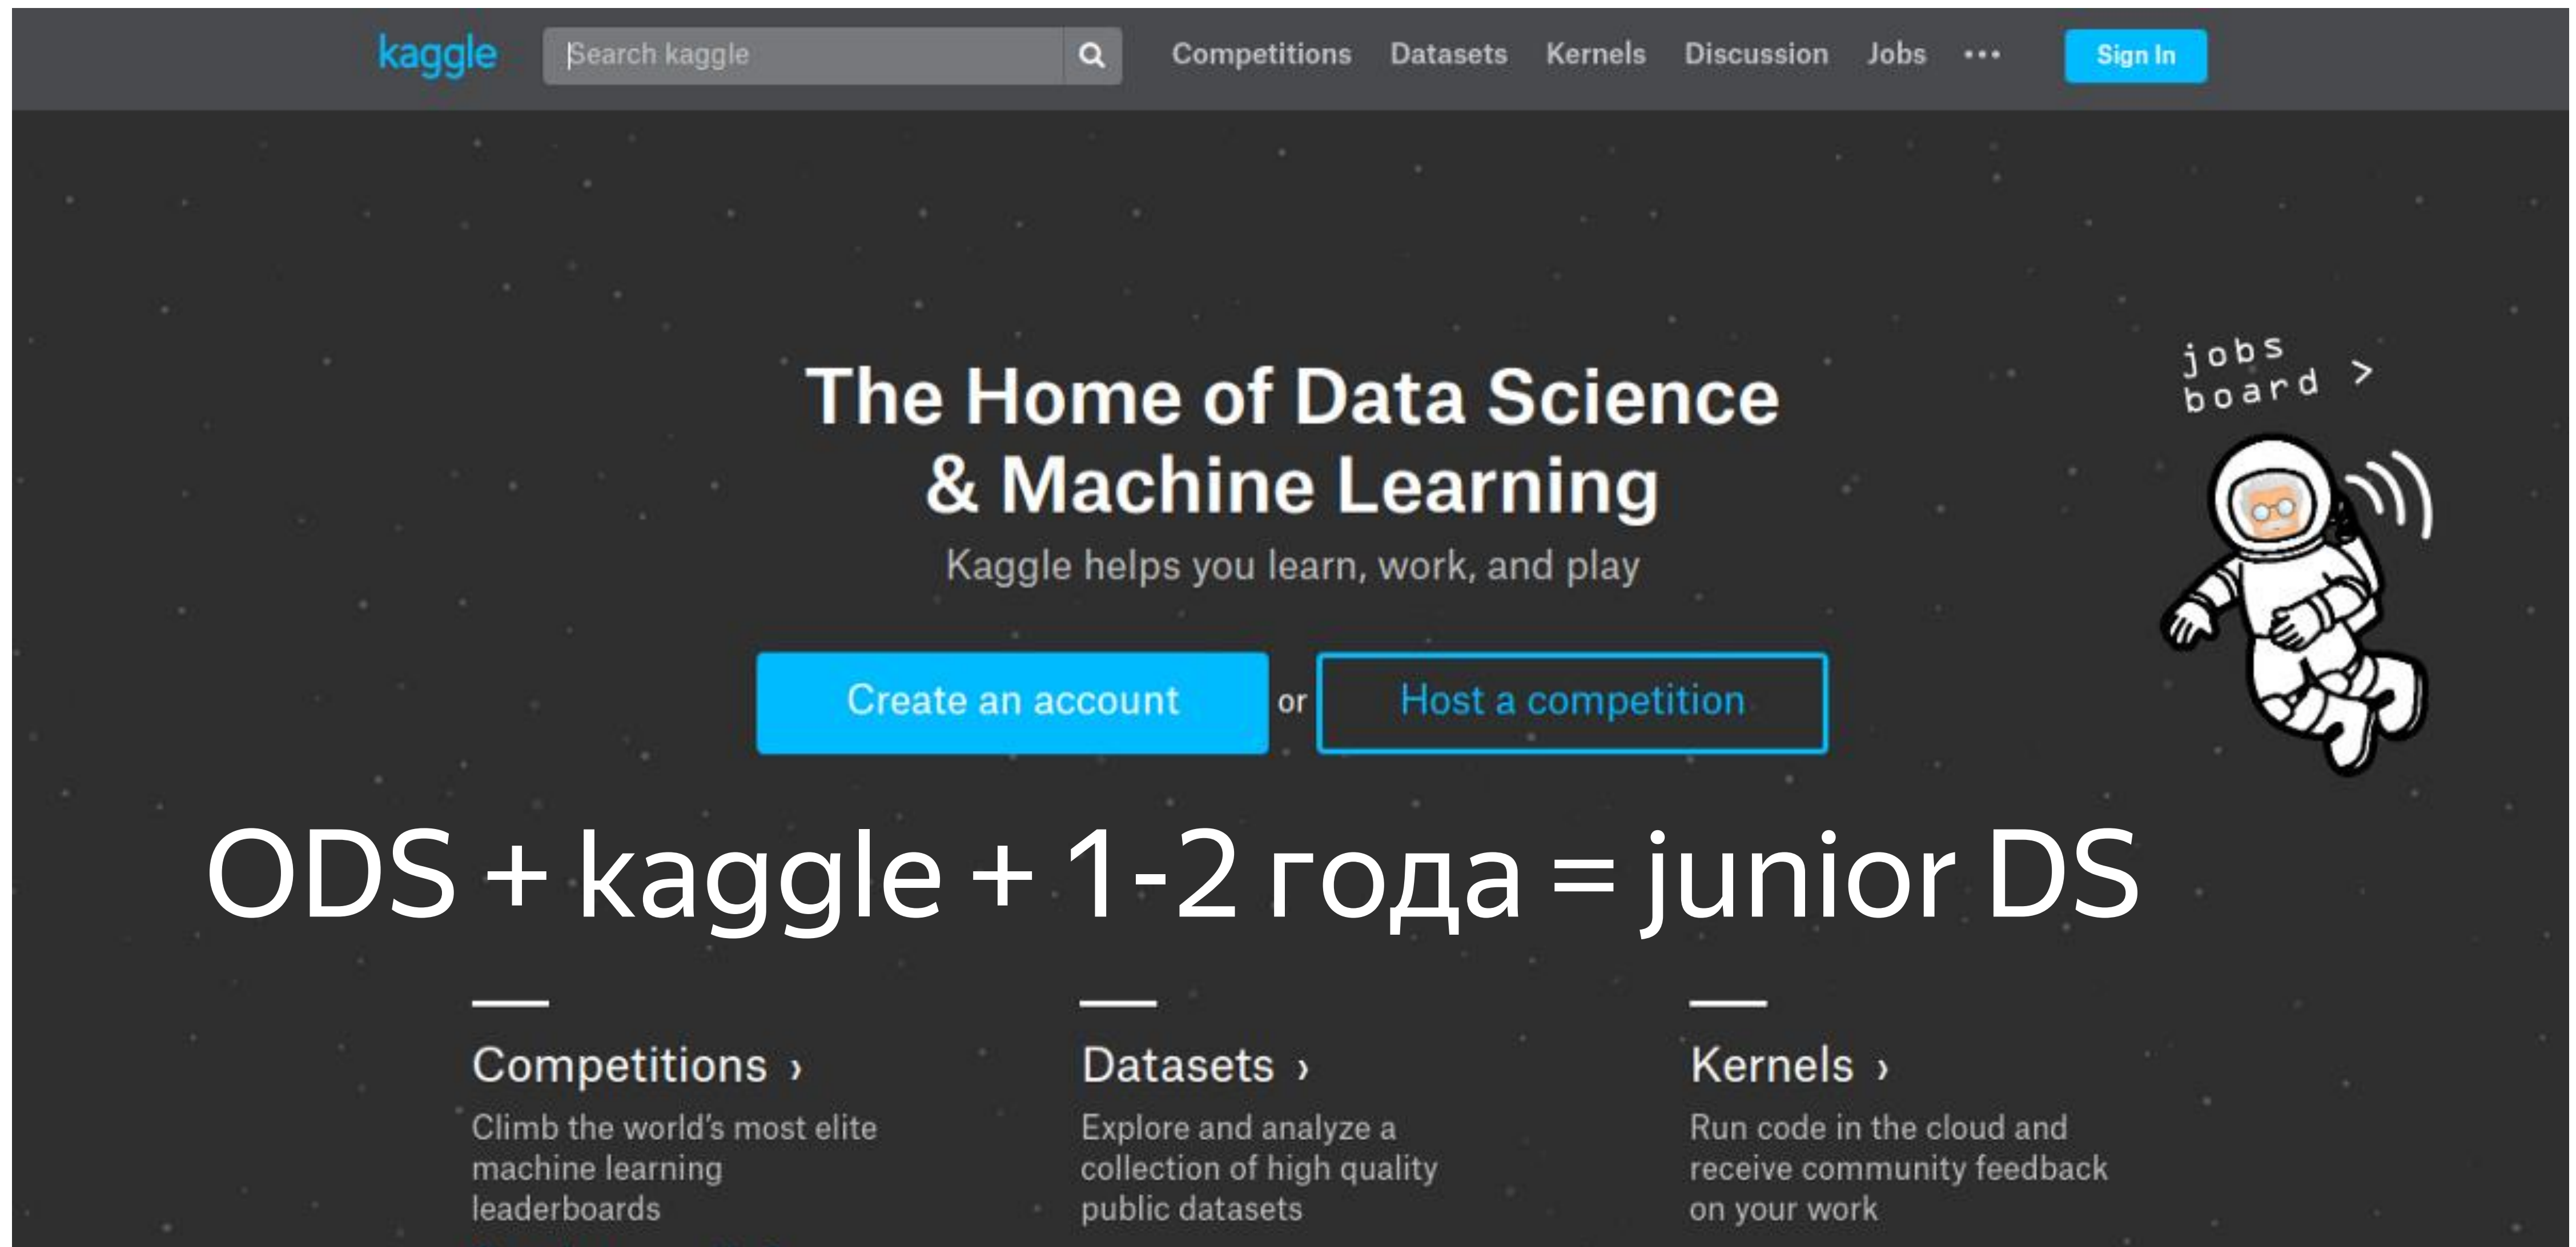 kaggle
Search kaggle
Competitions Datasets Kernels Discussion Jobs ••• Sign In
jobs
board >
The Home of Data Science
& Machine Learning
Kaggle helps you learn, work, and play
Create an account or Host a competition
ODS + kaggle + 1-2 года = junior DS
Competitions ›
Climb the world's most elite
machine learning
leaderboards
Datasets ›
Explore and analyze a
collection of high quality
public datasets
Kernels ›
Run code in the cloud and
receive community feedback
on your work